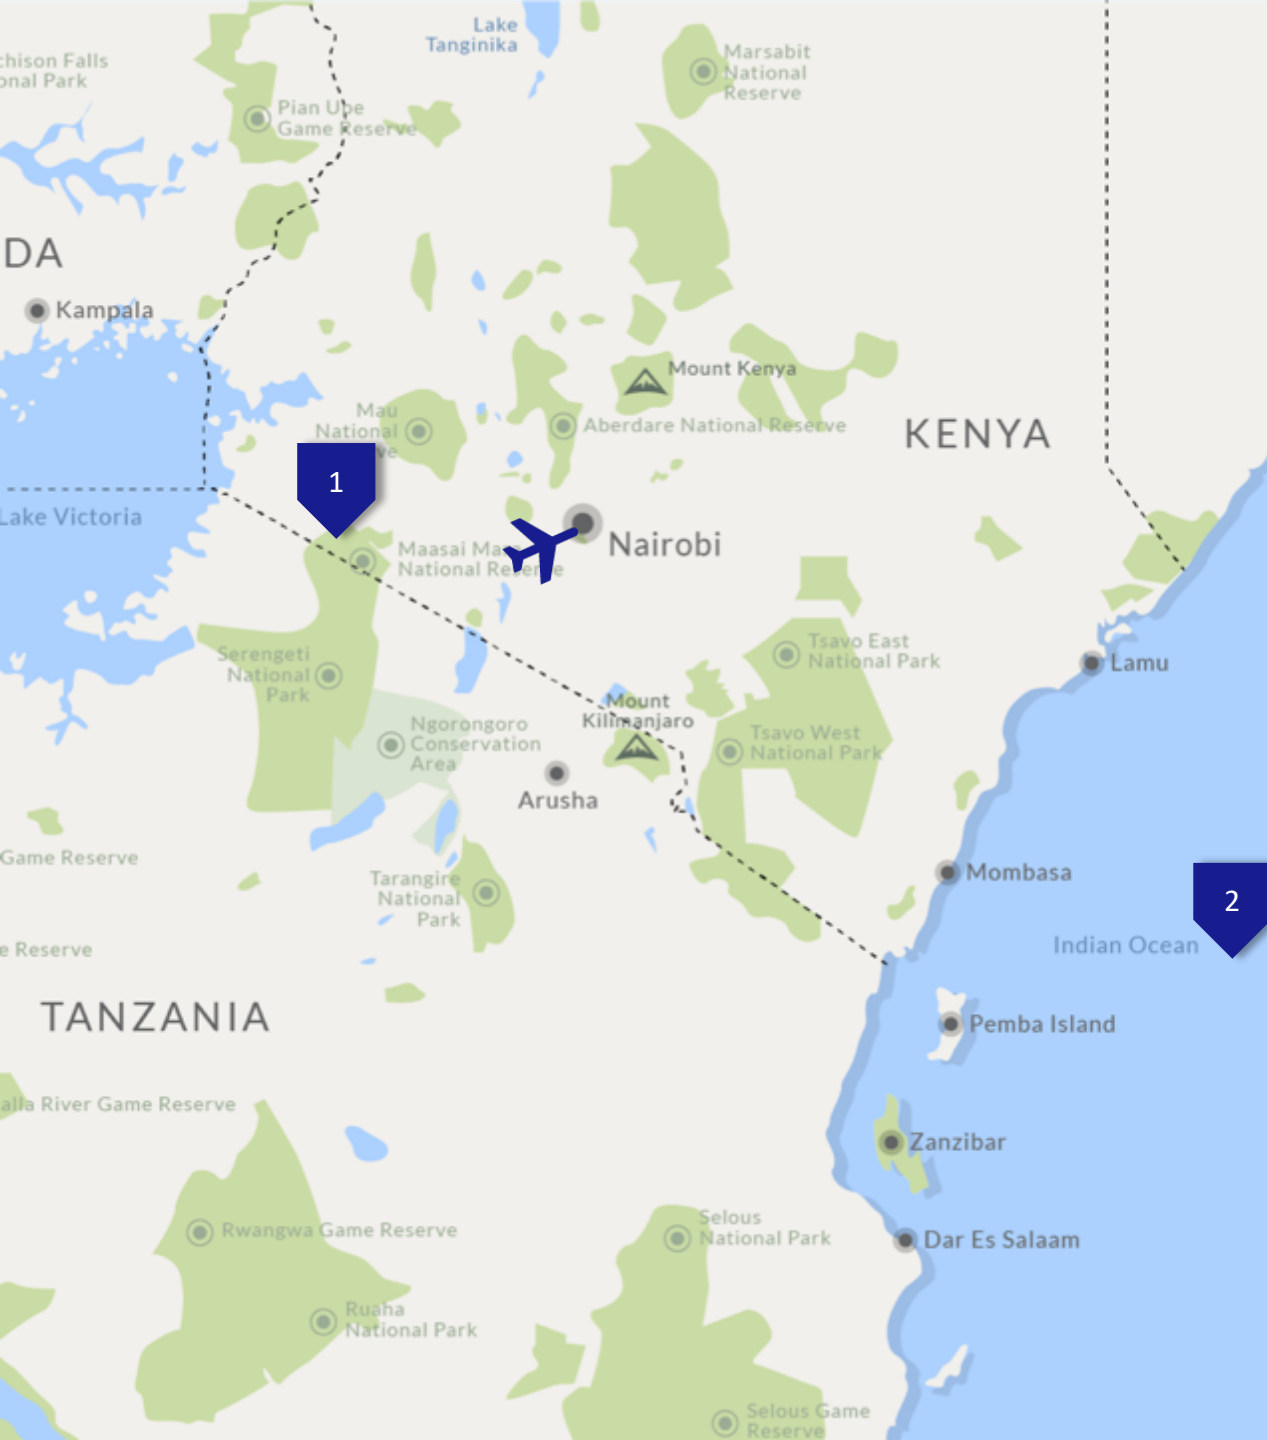 Lake
Tanginika
Marsabit
National
Reserve
chison Falls
onal Park
Pian Upe
Game Reserve
DA
Kampala
Mount Kenya
Mau
National
ve
Aberdare National Reserve
KENYA
1
Lake Victoria
Nairobi
Maasai Mara
National Reserve
Tsavo East
National Park
Lamu
Serengeti
National
Park
Mount
Kilimanjaro
Ngorongoro
Conservation
Area
Tsavo West
National Park
Arusha
Game Reserve
Mombasa
Tarangire
National
Park
2
Indian Ocean
e Reserve
TANZANIA
Pemba Island
alla River Game Reserve
Zanzibar
Rwangwa Game Reserve
Selous
National Park
Dar Es Salaam
Ruaha
National Park
Selous Game
Reserve